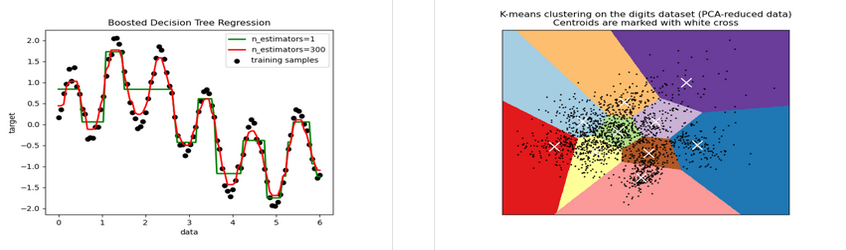 Boosted Decision Tree Regression
n_estimators=1
n_estimators=300
training samples
2.0
1.5
1.0
0.5
0.0
−0.5
−1.0
−1.5
−2.0
target
0 1 2 3 4 5 6
data
K-means clustering on the digits dataset (PCA-reduced data)
Centroids are marked with white cross